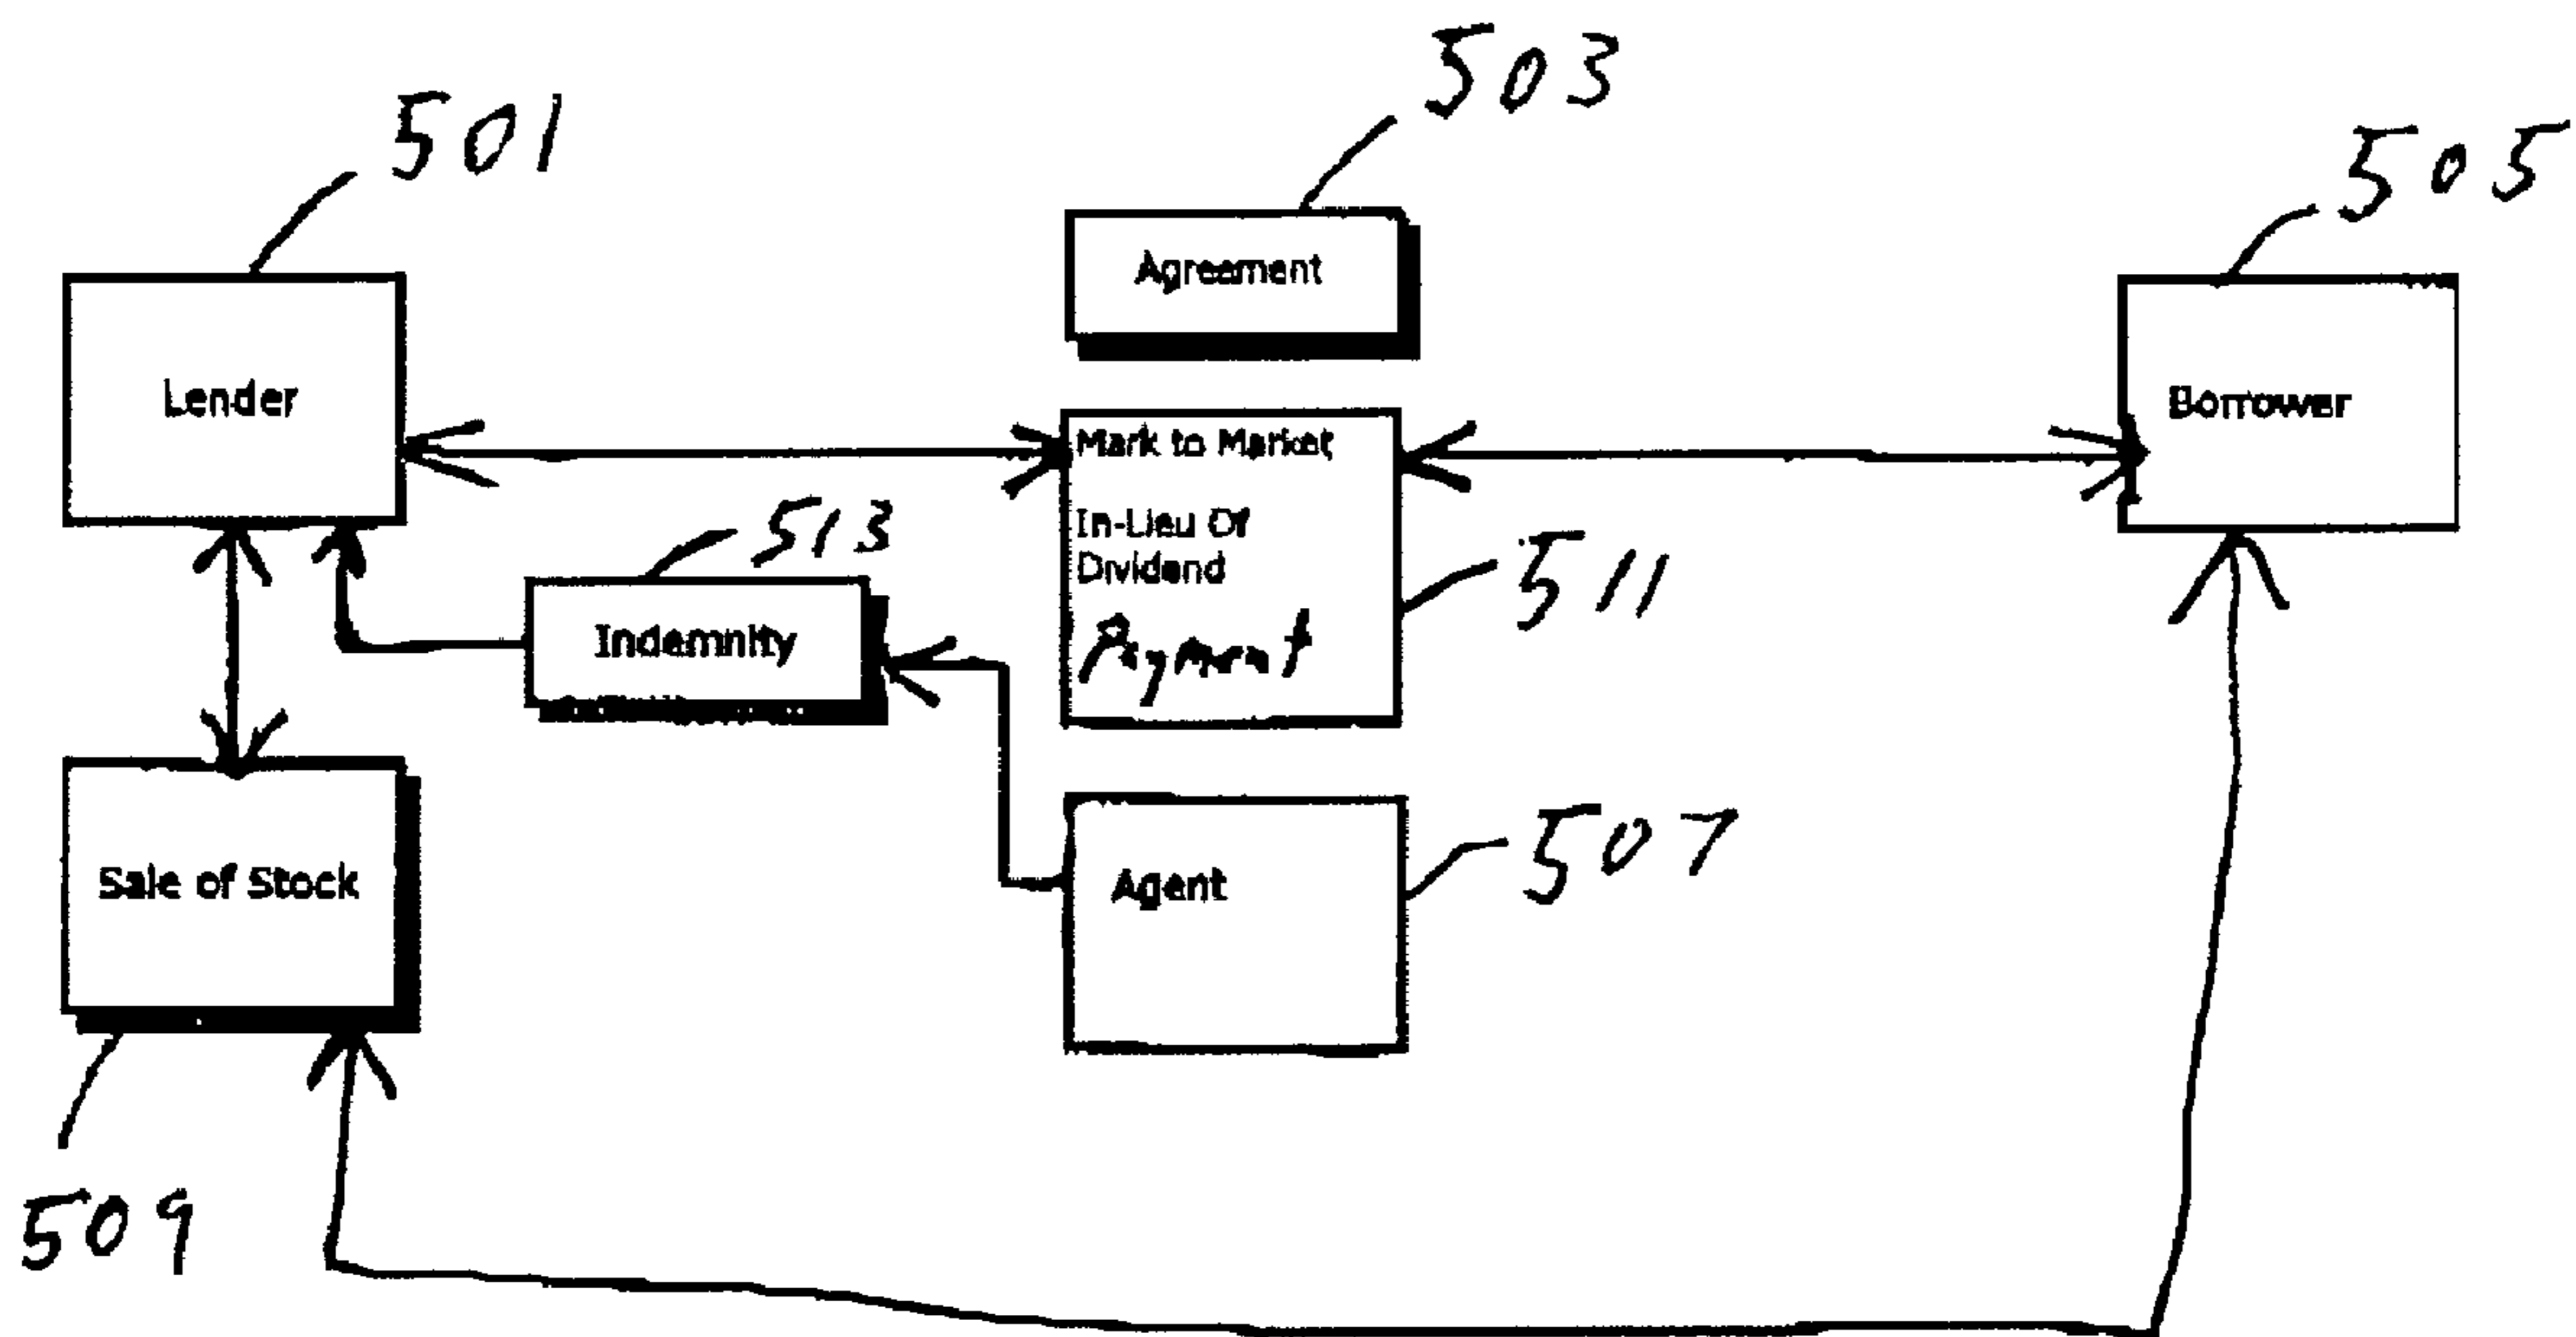 503
501
505
Agreement
Lender
Borrower
Mark to Market
In-Lieu Of
Dividend
Payment
513
511
Indemnity
507
Sale of Stock
Agent
509